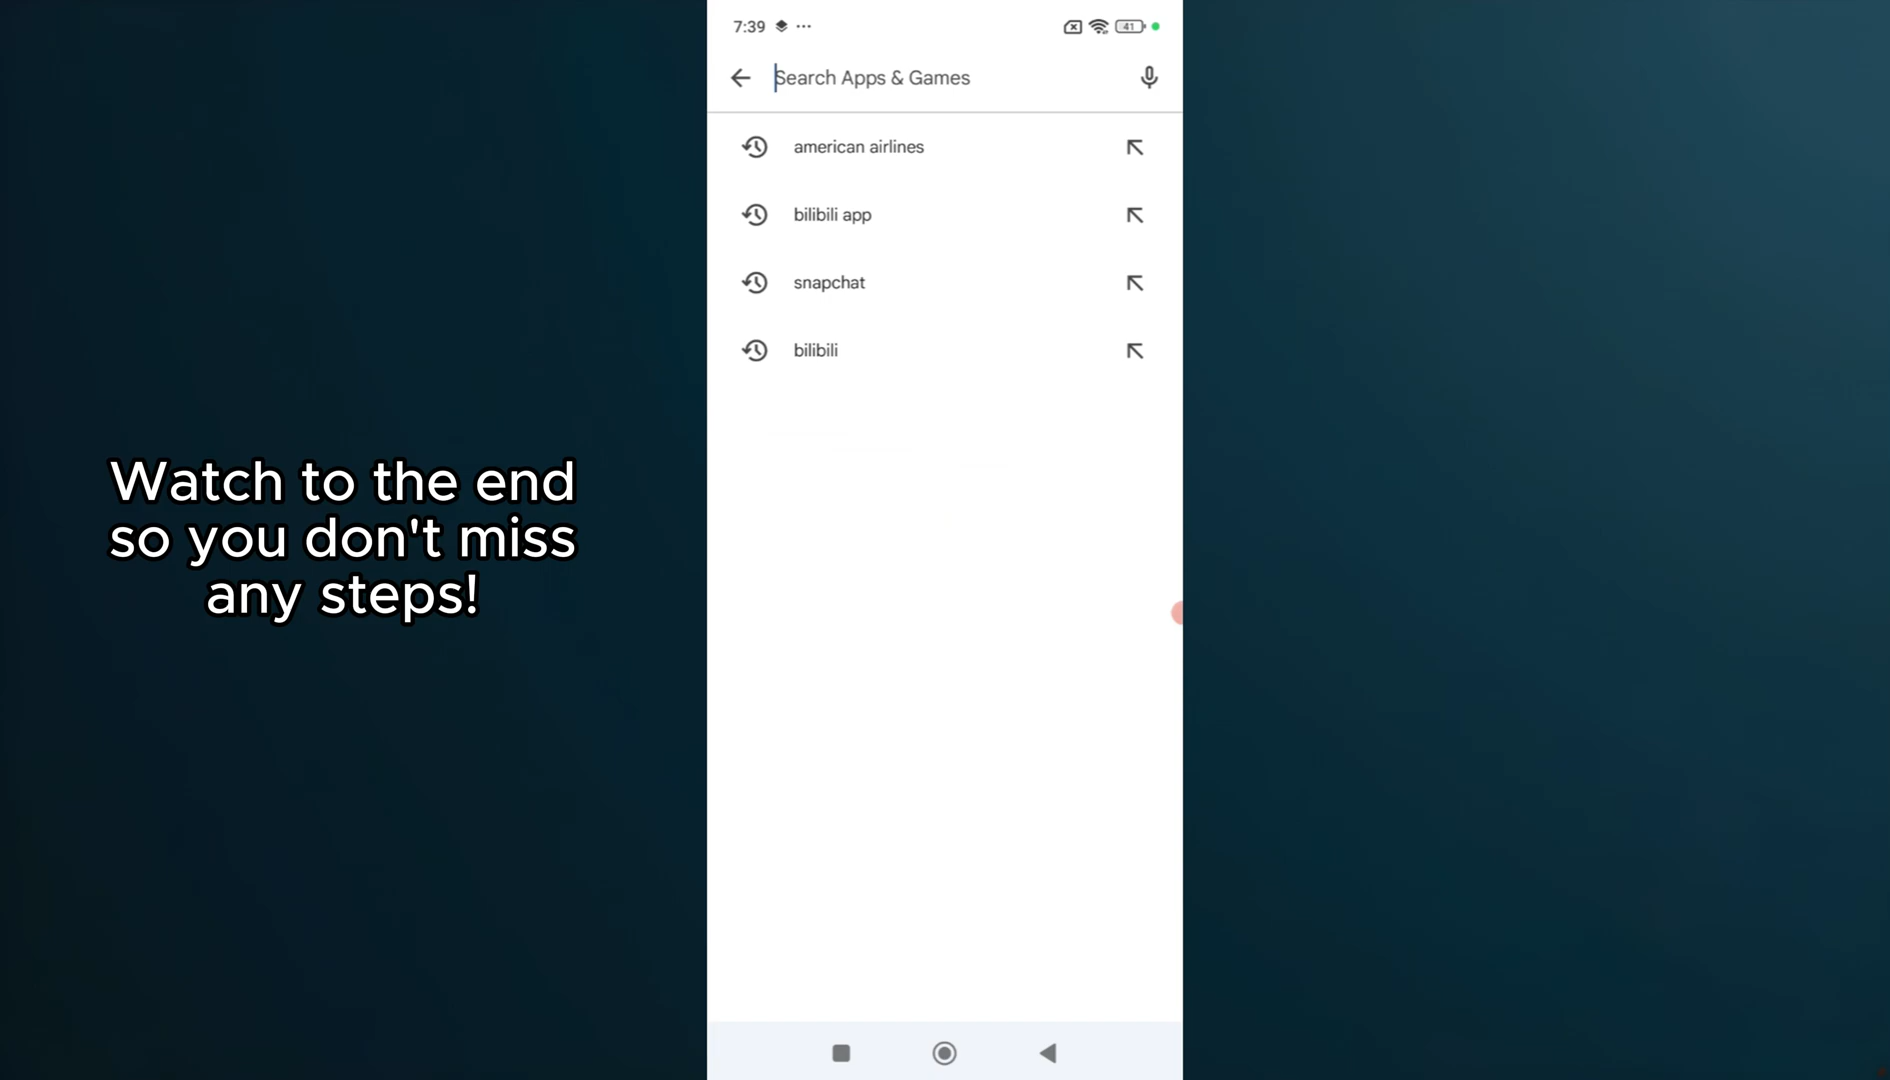 7:39
41
Search Apps & Games
american airlines
bilibili app
snapchat
bilibili
Watch to the end
so you don't miss
any steps!